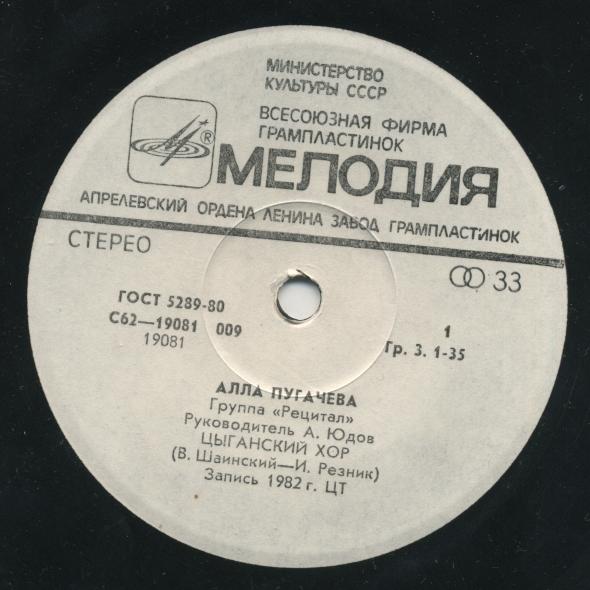 МИНИСТЕРСТВО
КУЛЬТУРЫ СССР
ВСЕСОЮЗНАЯ ФИРМА
ГРАМПЛАСТИНОК
®
МЕЛОДИЯ
АПРЕЛЕВСКИЙ ОРДЕНА ЛЕНИНА ЗАВОД ГРАМПЛАСТИНОК
СТЕРЕО
33
ГОСТ 5289-80
С62—19081 009
19081
1
Гр. 3. 1-35
АЛЛА ПУГАЧЕВА
Группа «Рецитал»
Руководитель А. Юдов
ЦЫГАНСКИЙ ХОР
(В. Шаинский—И. Резник)
Запись 1982 г. ЦТ